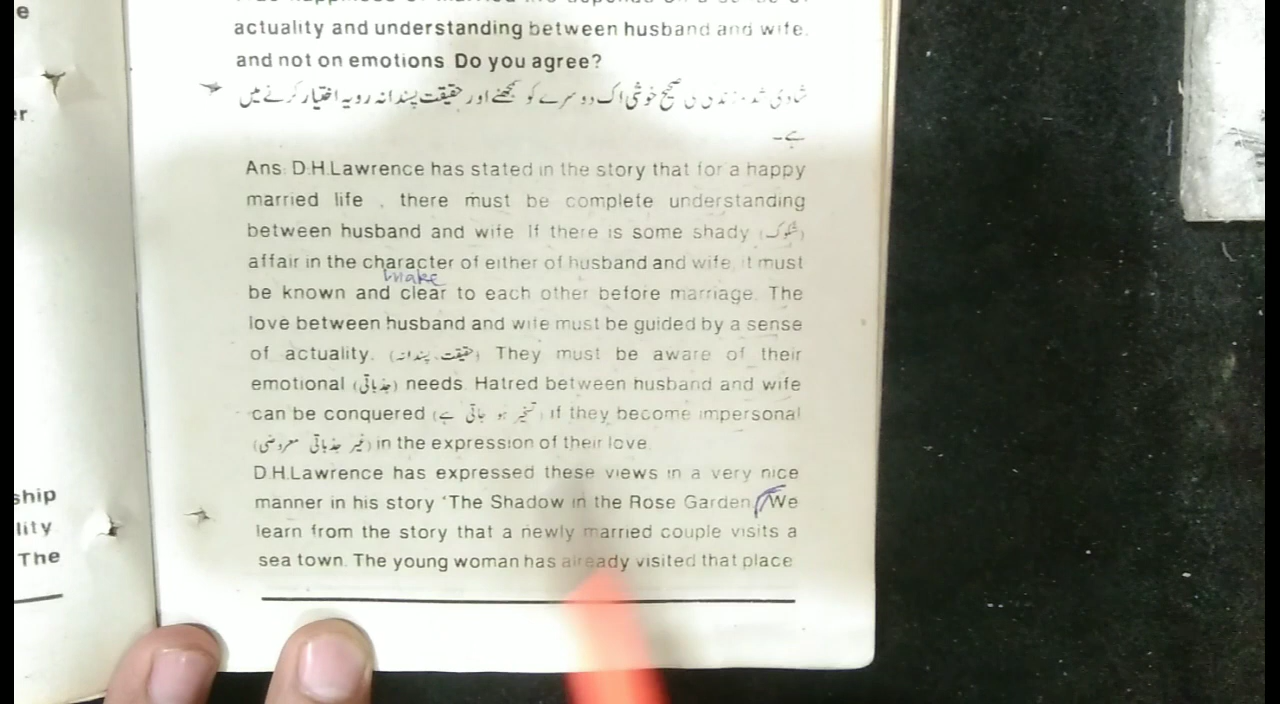 e
er.
ship
lity
The
actuality and understanding between husband and wife,
and not on emotions Do you agree?
صحیح خوشی اک دوسرے کو سمجھنے اور حقیقت پسندانہ رویہ اختیار کرنے میں
ہے۔
Ans: D.H.Lawrence has stated in the story that for a happy
married life , there must be complete understanding
between husband and wife If there is some shady (شکوک)
affair in the character of either of husband and wife, it must
make
be known and clear to each other before marriage. The
love between husband and wife must be guided by a sense
of actuality. (حقیقت پسندانہ) They must be aware of their
emotional (جذباتی) needs. Hatred between husband and wife
can be conquered (تسخیر ہو جاتی ہے) if they become impersonal
(غیر جذباتی معروضی) in the expression of their love.
D.H.Lawrence has expressed these views in a very nice
manner in his story 'The Shadow in the Rose Garden We
learn from the story that a newly married couple visits a
sea town. The young woman has already visited that place